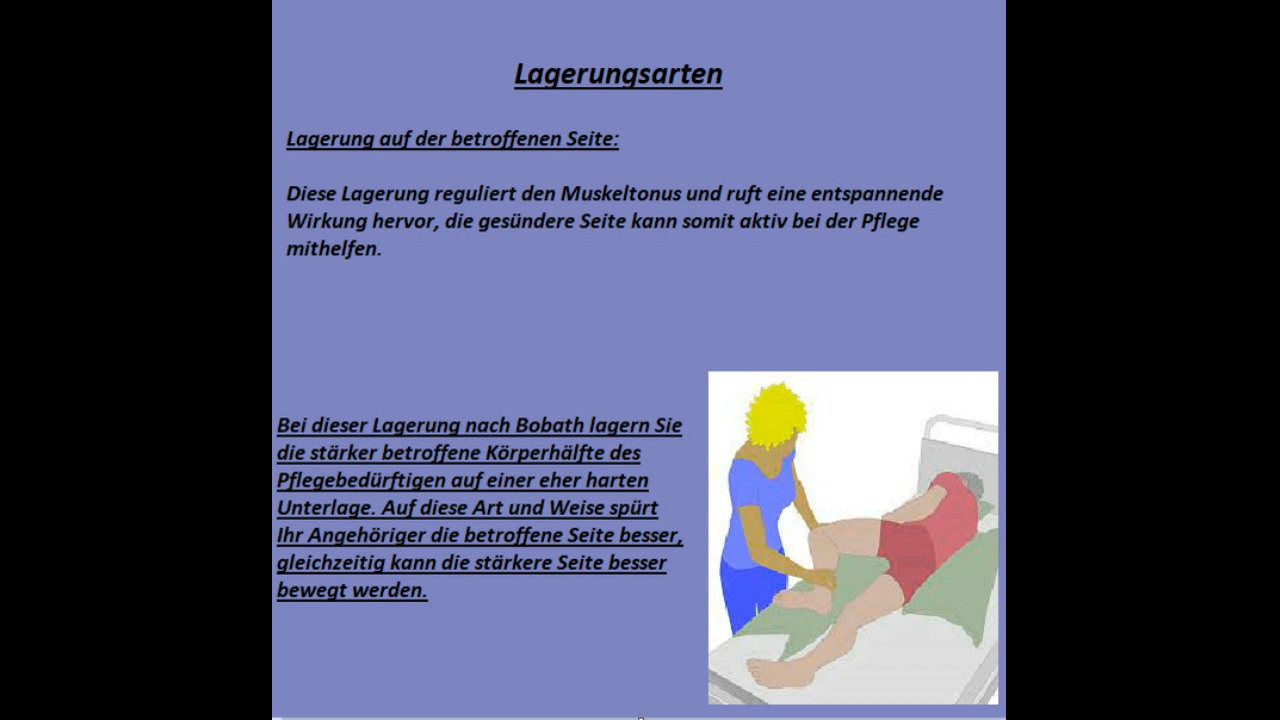 Lagerungsarten
Lagerung auf der betroffenen Seite:
Diese Lagerung reguliert den Muskeltonus und ruft eine entspannende
Wirkung hervor, die gesündere Seite kann somit aktiv bei der Pflege
mithelfen.
Bei dieser Lagerung nach Bobath lagern Sie
die stärker betroffene Körperhälfte des
Pflegebedürftigen auf einer eher harten
Unterlage. Auf diese Art und Weise spürt
Ihr Angehöriger die betroffene Seite besser,
gleichzeitig kann die stärkere Seite besser
bewegt werden.